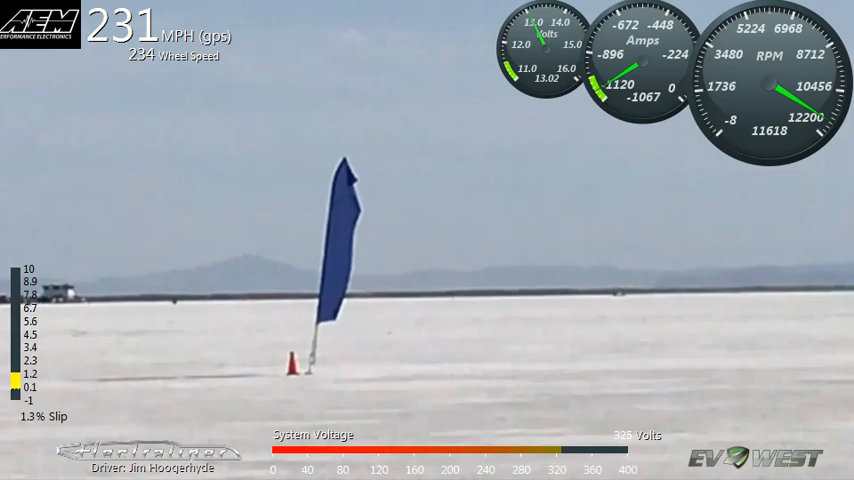 AEM
PERFORMANCE ELECTRONICS
231 MPH (gps)
234 Wheel Speed
13.0 14.0
Volts
12.0 15.0
11.0 16.0
13.02
-672 -448
Amps
-896 -224
-1120 0
-1067
5224 6968
3480 RPM 8712
1736 10456
-8 12200
11618
10
8.9
7.8
6.7
5.6
4.5
3.4
2.3
1.2
0.1
-1
1.3% Slip
Electraliner
Driver: Jim Hoogerhyde
System Voltage 325 Volts
0 40 80 120 160 200 240 280 320 360 400
EV WEST